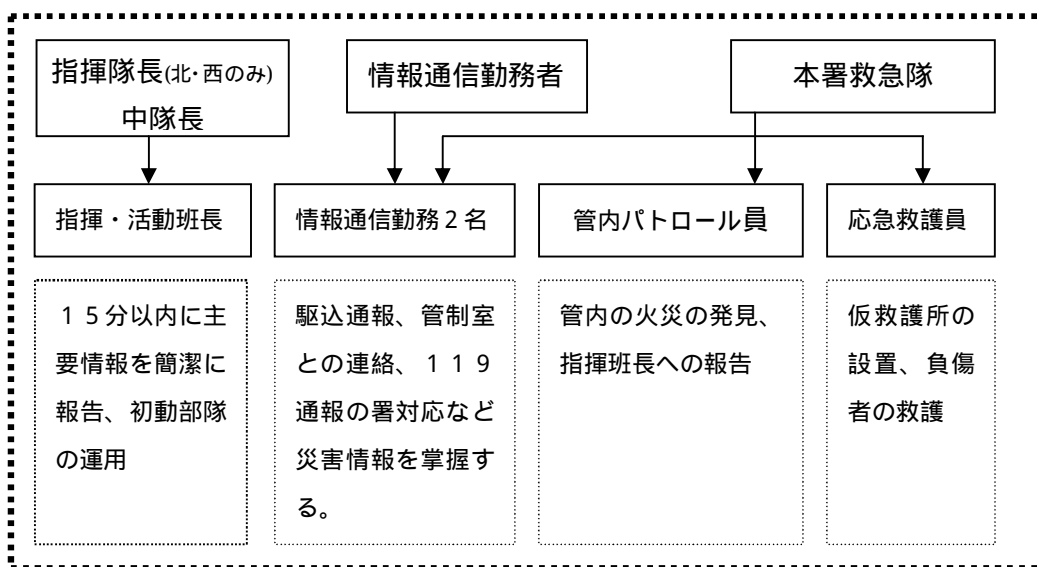 指揮隊長(北・西のみ)
中隊長
情報通信勤務者
本署救急隊
指揮・活動班長
情報通信勤務２名
管内パトロール員
応急救護員
１５分以内に主
要情報を簡潔に
報告、初動部隊
の運用
駆込通報、管制室
との連絡、１１９
通報の署対応など
災害情報を掌握す
る。
管内の火災の発見、
指揮班長への報告
仮救護所の
設置、負傷
者の救護